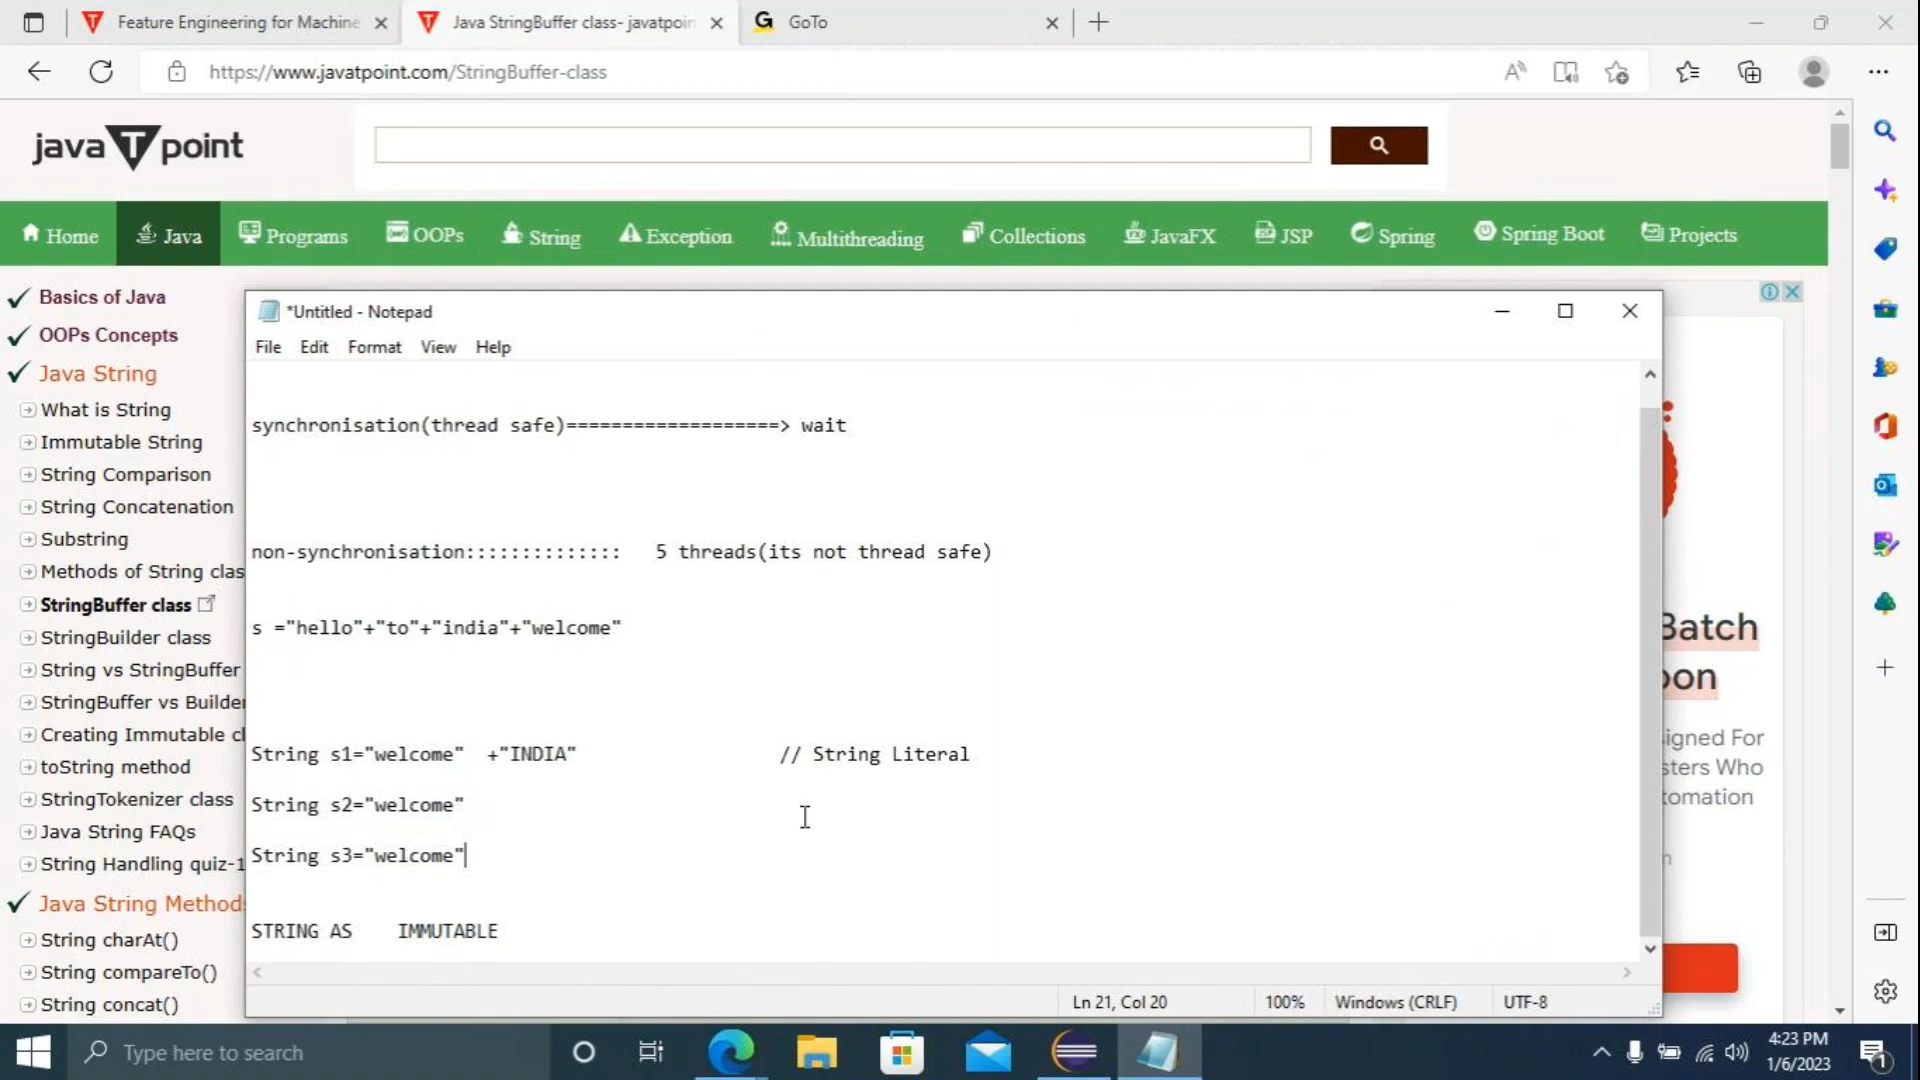 Feature Engineering for Machine
Java StringBuffer class- javatpoin
G GoTo
https://www.javatpoint.com/StringBuffer-class
java T point
Home
Java
Programs
OOPs
String
Exception
Multithreading
Collections
JavaFX
JSP
Spring
Spring Boot
Projects
Basics of Java
OOPs Concepts
Java String
What is String
Immutable String
String Comparison
String Concatenation
Substring
Methods of String clas
StringBuffer class
StringBuilder class
String vs StringBuffer
StringBuffer vs Builder
Creating Immutable cl
toString method
StringTokenizer class
Java String FAQs
String Handling quiz-1
Java String Methods
String charAt()
String compareTo()
String concat()
*Untitled - Notepad
File Edit Format View Help
synchronisation(thread safe)===================> wait
non-synchronisation:::::::::::::: 5 threads(its not thread safe)
s ="hello"+"to"+"india"+"welcome"
String s1="welcome" +"INDIA" // String Literal
String s2="welcome"
String s3="welcome"
STRING AS IMMUTABLE
Ln 21, Col 20
100%
Windows (CRLF)
UTF-8
Batch
oon
igned For
sters Who
tomation
n
Type here to search
4:23 PM
1/6/2023
1